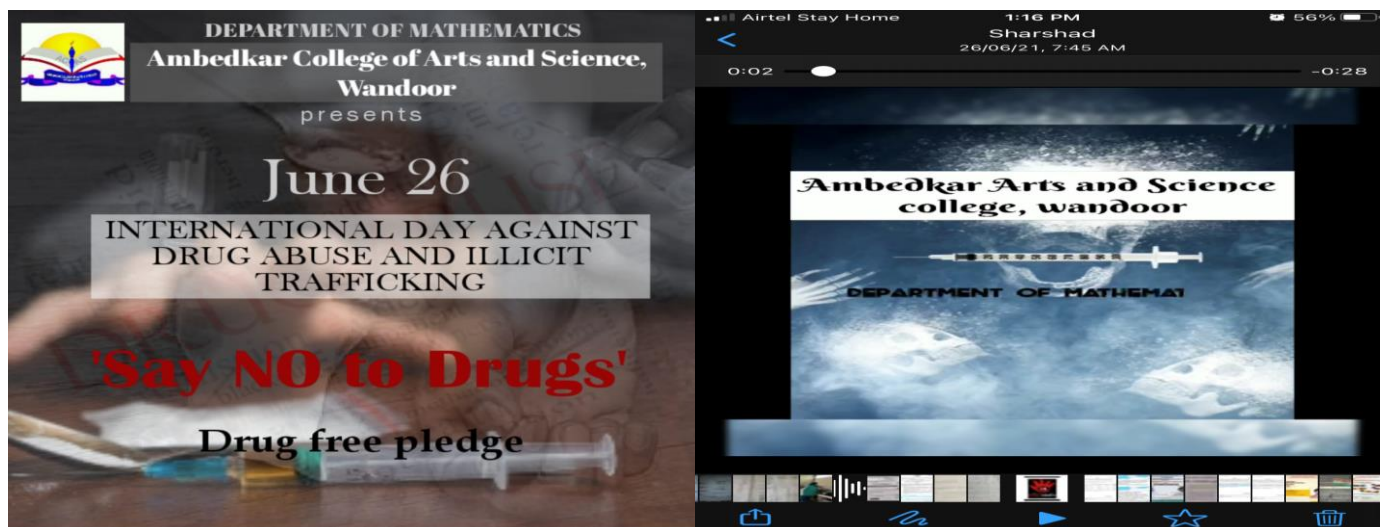 DEPARTMENT OF MATHEMATICS
Ambedkar College of Arts and Science,
Wandoor
presents
June 26
INTERNATIONAL DAY AGAINST
DRUG ABUSE AND ILLICIT
TRAFFICKING
'Say NO to Drugs'
Drug free pledge
Airtel Stay Home 1:16 PM 56%
Sharshad
26/06/21, 7:45 AM
0:02 -0:28
Ambedkar Arts and Science
college, wandoor
DEPARTMENT OF MATHEMAT